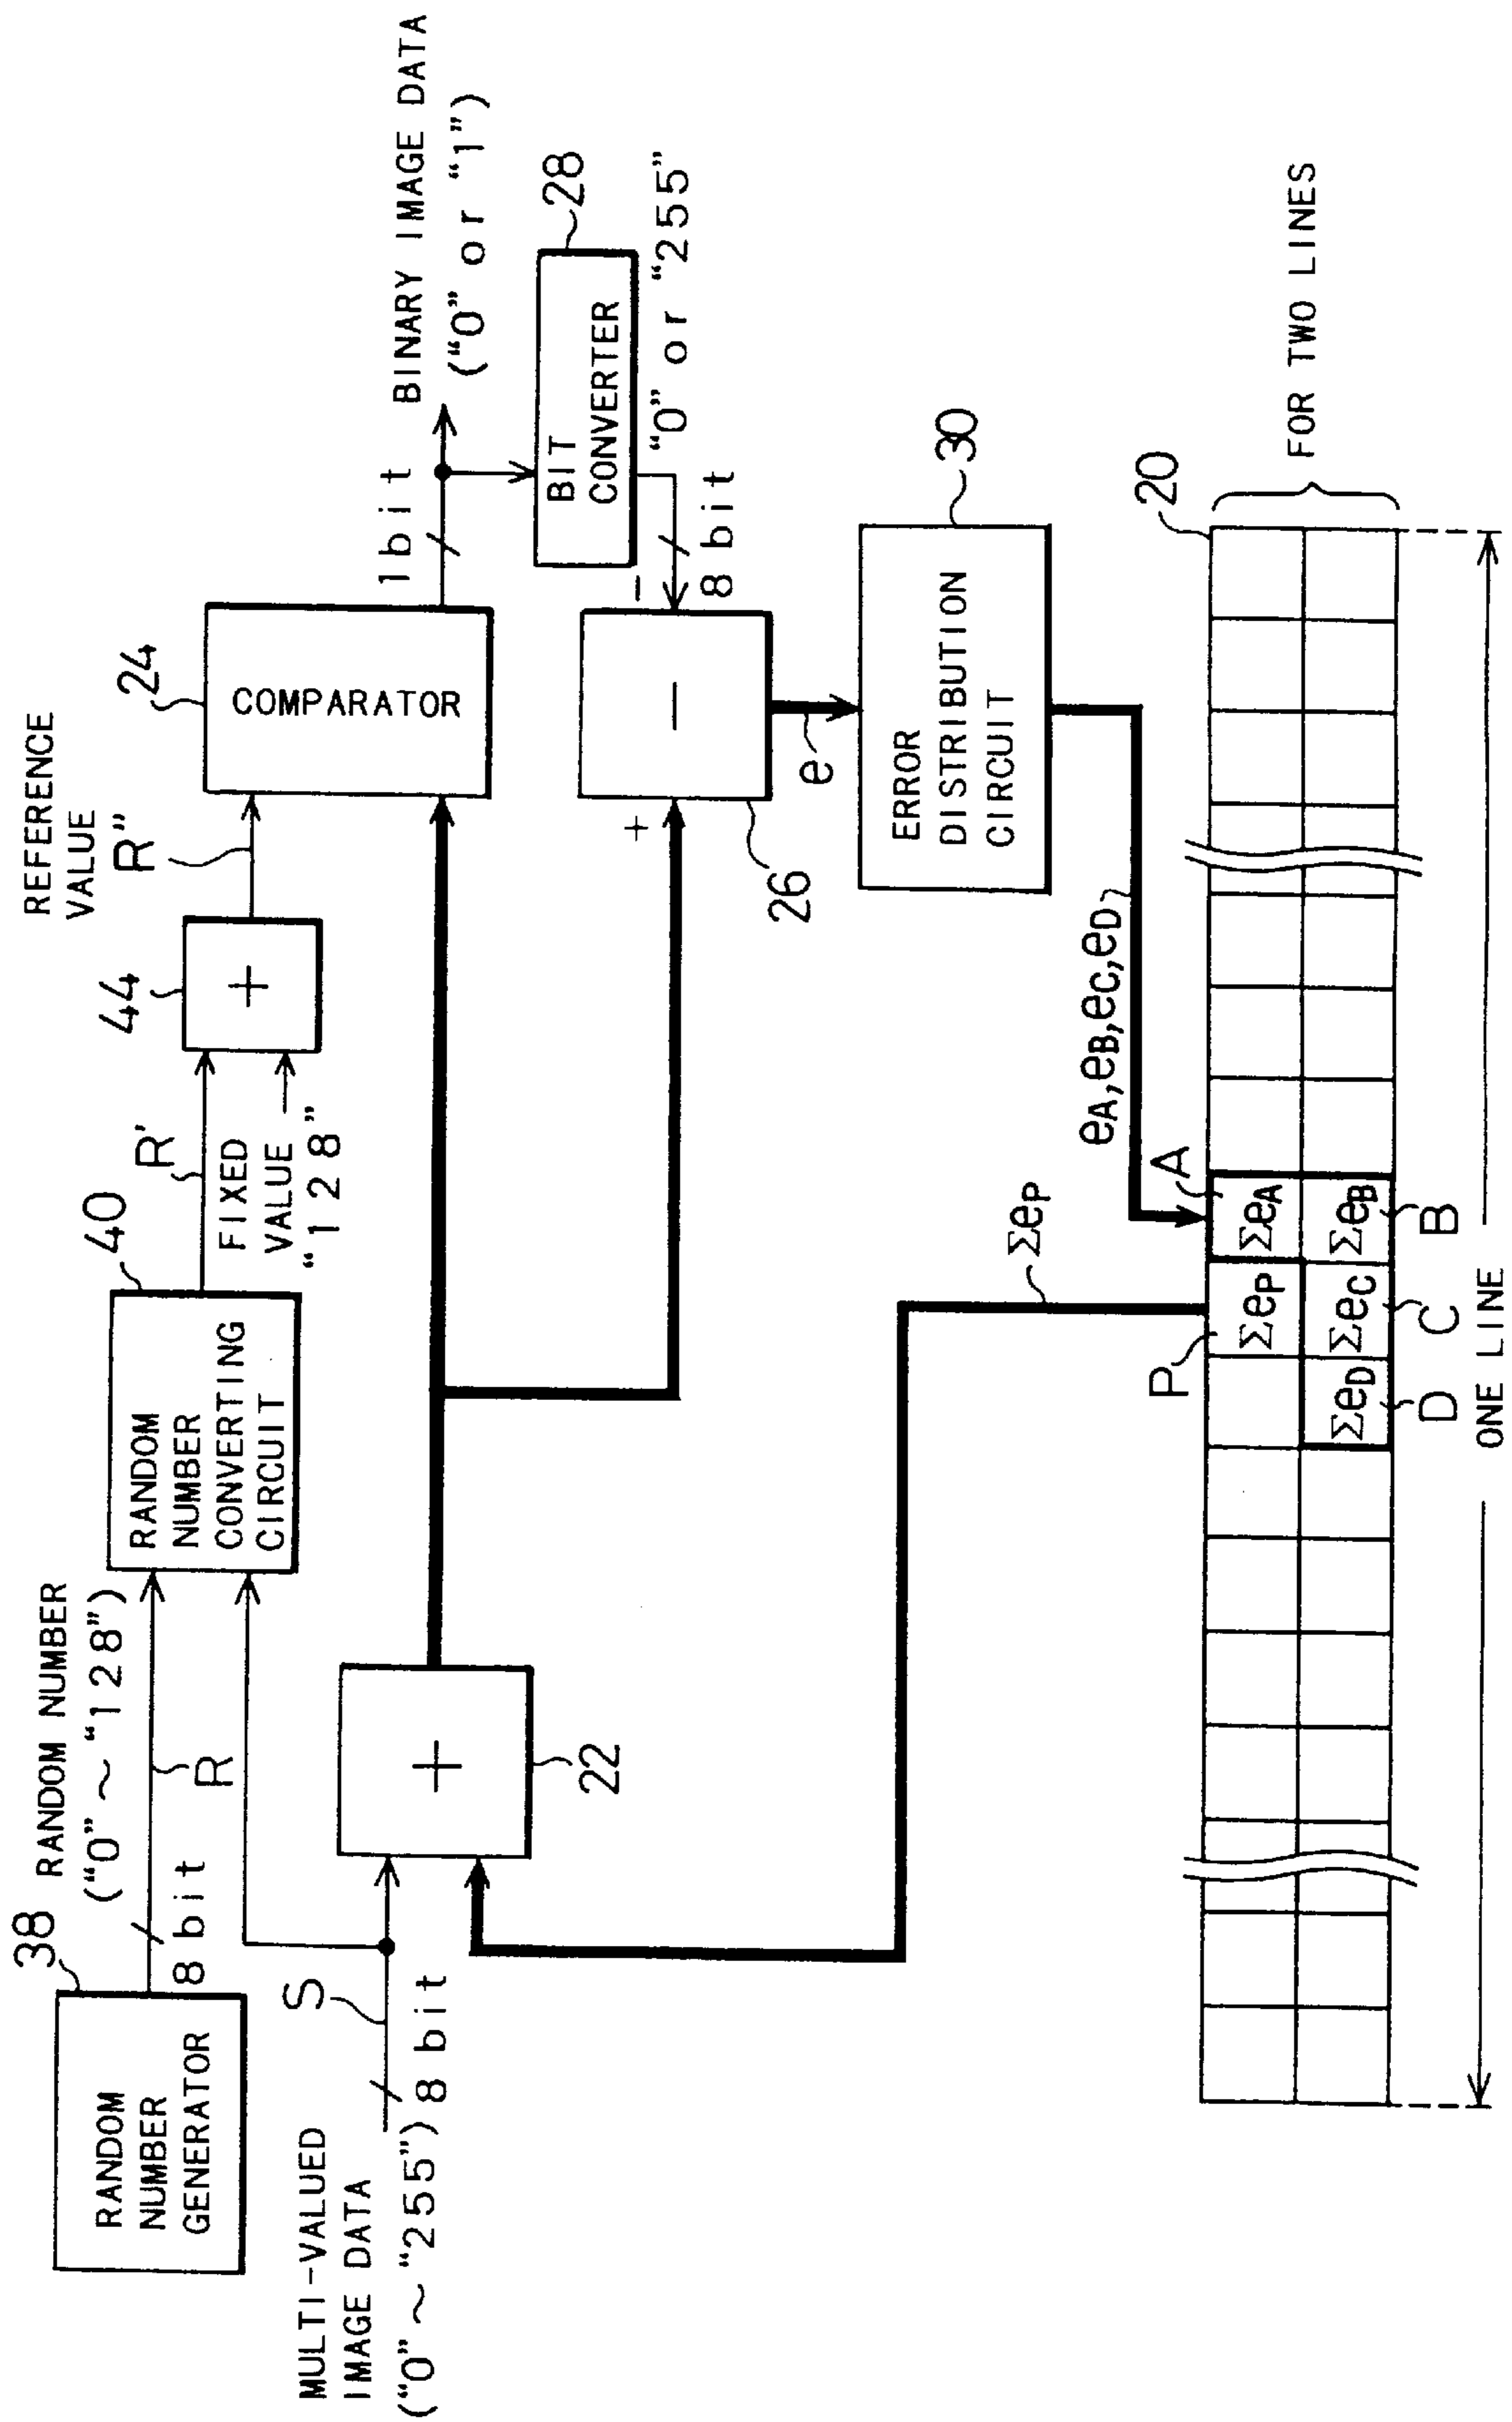 38
RANDOM
NUMBER
GENERATOR
8 bit
RANDOM NUMBER
("0" ~ "128")
R
40
RANDOM
NUMBER
CONVERTING
CIRCUIT
R'
FIXED
VALUE
"128"
44
+
REFERENCE
VALUE
R"
24
COMPARATOR
1bit
BINARY IMAGE DATA
("0" or "1")
MULTI-VALUED
IMAGE DATA
("0" ~ "255")
8 bit
S
+
22
28
BIT
CONVERTER
"0" or "255"
8 bit
−
+
−
26
e
30
ERROR
DISTRIBUTION
CIRCUIT
eA,eB,eC,eD
ΣeP
20
FOR TWO LINES
P
A
ΣeP
ΣeA
ΣeD
ΣeC
ΣeB
D
C
B
ONE LINE